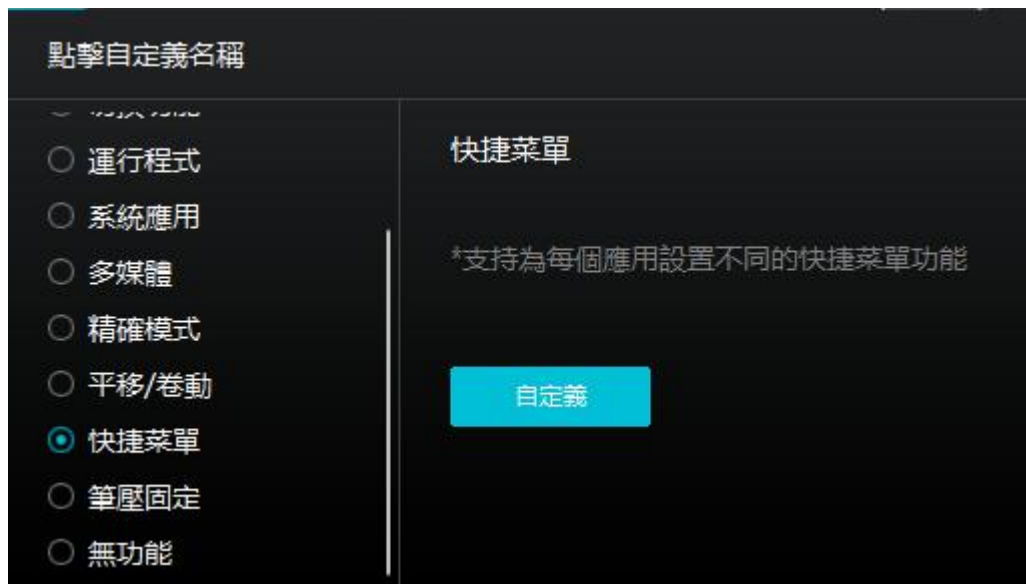 點擊自定義名稱
運行程式
系統應用
多媒體
精確模式
平移/卷動
快捷菜單
筆壓固定
無功能
快捷菜單
*支持為每個應用設置不同的快捷菜單功能
自定義